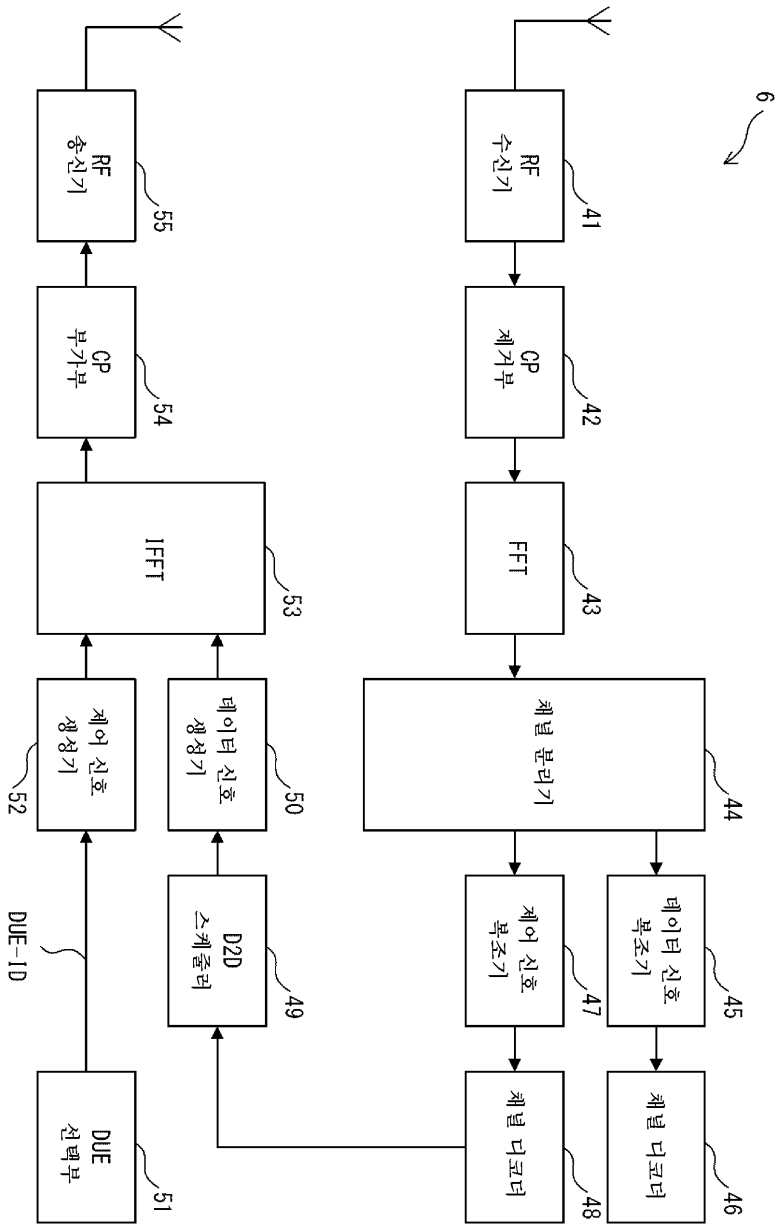 6
RF
수신기
41
CP
제거부
42
FFT
43
채널 분리기
44
데이터 신호
복조기
45
채널 디코더
46
제어 신호
복조기
47
채널 디코더
48
RF
송신기
55
CP
부가부
54
IFFT
53
데이터 신호
생성기
50
D2D
스케줄러
49
제어 신호
생성기
52
DUE-ID
DUE
선택부
51